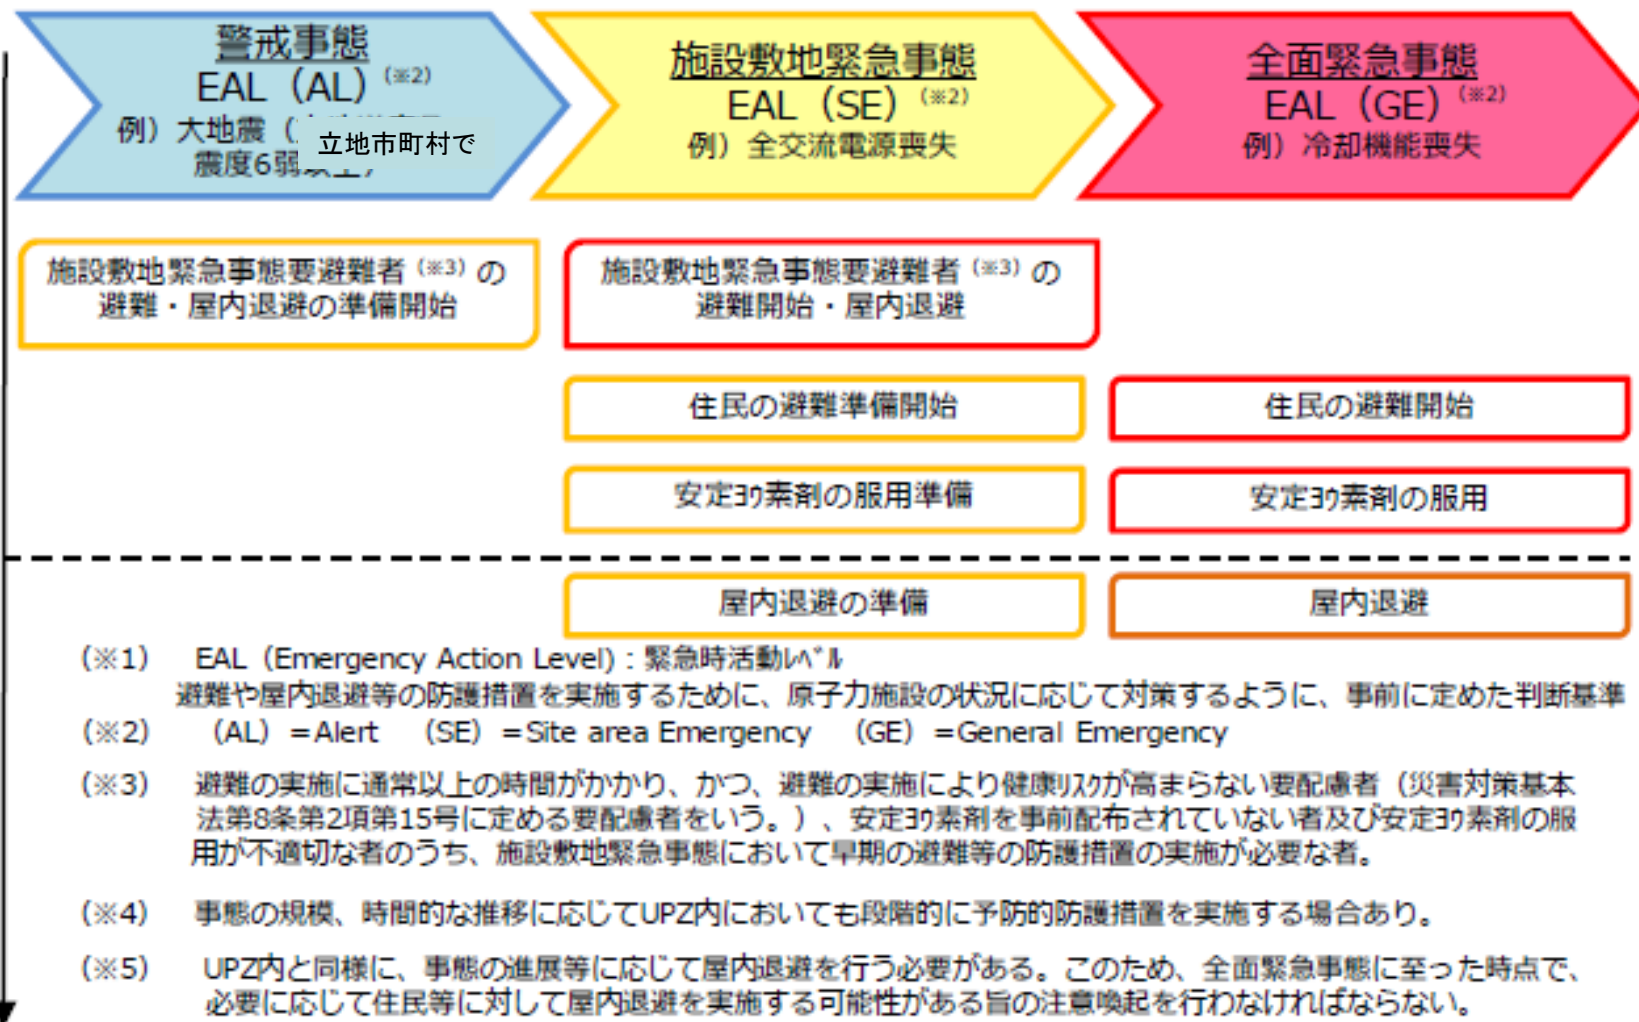 警戒事態
EAL（AL）(※2)
例）大地震（
立地市町村で
震度6弱
施設敷地緊急事態
EAL（SE）(※2)
例）全交流電源喪失
全面緊急事態
EAL（GE）(※2)
例）冷却機能喪失
施設敷地緊急事態要避難者(※3)の
避難・屋内退避の準備開始
施設敷地緊急事態要避難者(※3)の
避難開始・屋内退避
住民の避難準備開始
住民の避難開始
安定ﾖｳ素剤の服用準備
安定ﾖｳ素剤の服用
屋内退避の準備
屋内退避
（※1） EAL（Emergency Action Level)：緊急時活動ﾚﾍﾞﾙ
避難や屋内退避等の防護措置を実施するために、原子力施設の状況に応じて対策するように、事前に定めた判断基準
（※2） （AL）＝Alert （SE）＝Site area Emergency （GE）＝General Emergency
（※3） 避難の実施に通常以上の時間がかかり、かつ、避難の実施により健康ﾘｽｸが高まらない要配慮者（災害対策基本
法第8条第2項第15号に定める要配慮者をいう。）、安定ﾖｳ素剤を事前配布されていない者及び安定ﾖｳ素剤の服
用が不適切な者のうち、施設敷地緊急事態において早期の避難等の防護措置の実施が必要な者。
（※4） 事態の規模、時間的な推移に応じてUPZ内においても段階的に予防的防護措置を実施する場合あり。
（※5） UPZ内と同様に、事態の進展等に応じて屋内退避を行う必要がある。このため、全面緊急事態に至った時点で、
必要に応じて住民等に対して屋内退避を実施する可能性がある旨の注意喚起を行わなければならない。